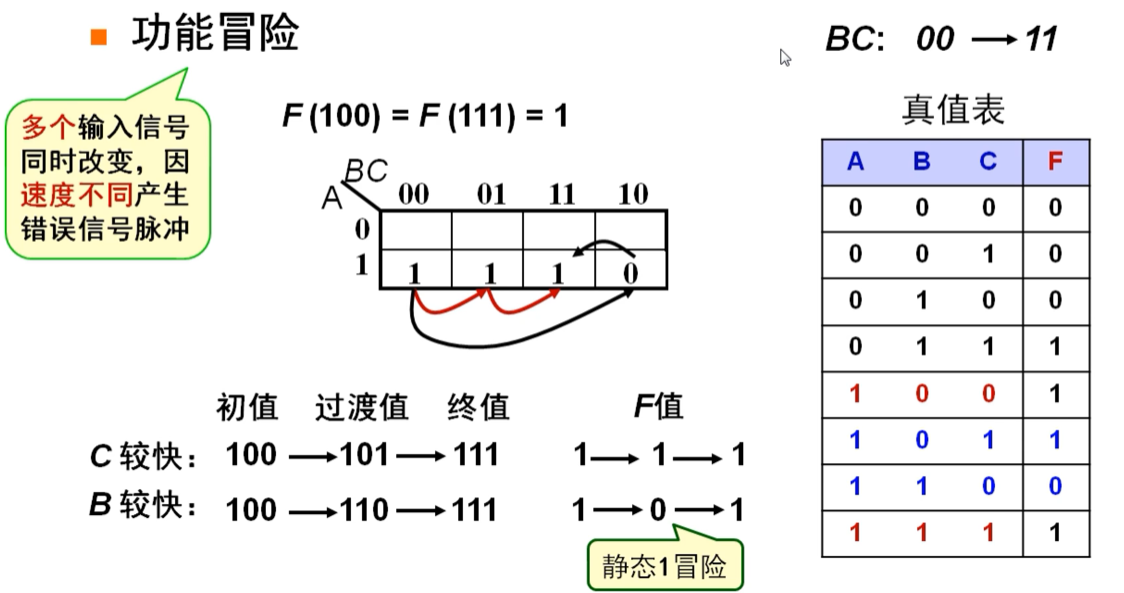 功能冒险
BC: 00 → 11
多个输入信号
同时改变，因
速度不同产生
错误信号脉冲
F (100) = F (111) = 1
BC
A
00 01 11 10
0
1 1 1 1 0
初值 过渡值 终值 F值
C 较快： 100 → 101 → 111 1 → 1 → 1
B 较快： 100 → 110 → 111 1 → 0 → 1
静态1冒险
真值表
A B C F
0 0 0 0
0 0 1 0
0 1 0 0
0 1 1 1
1 0 0 1
1 0 1 1
1 1 0 0
1 1 1 1